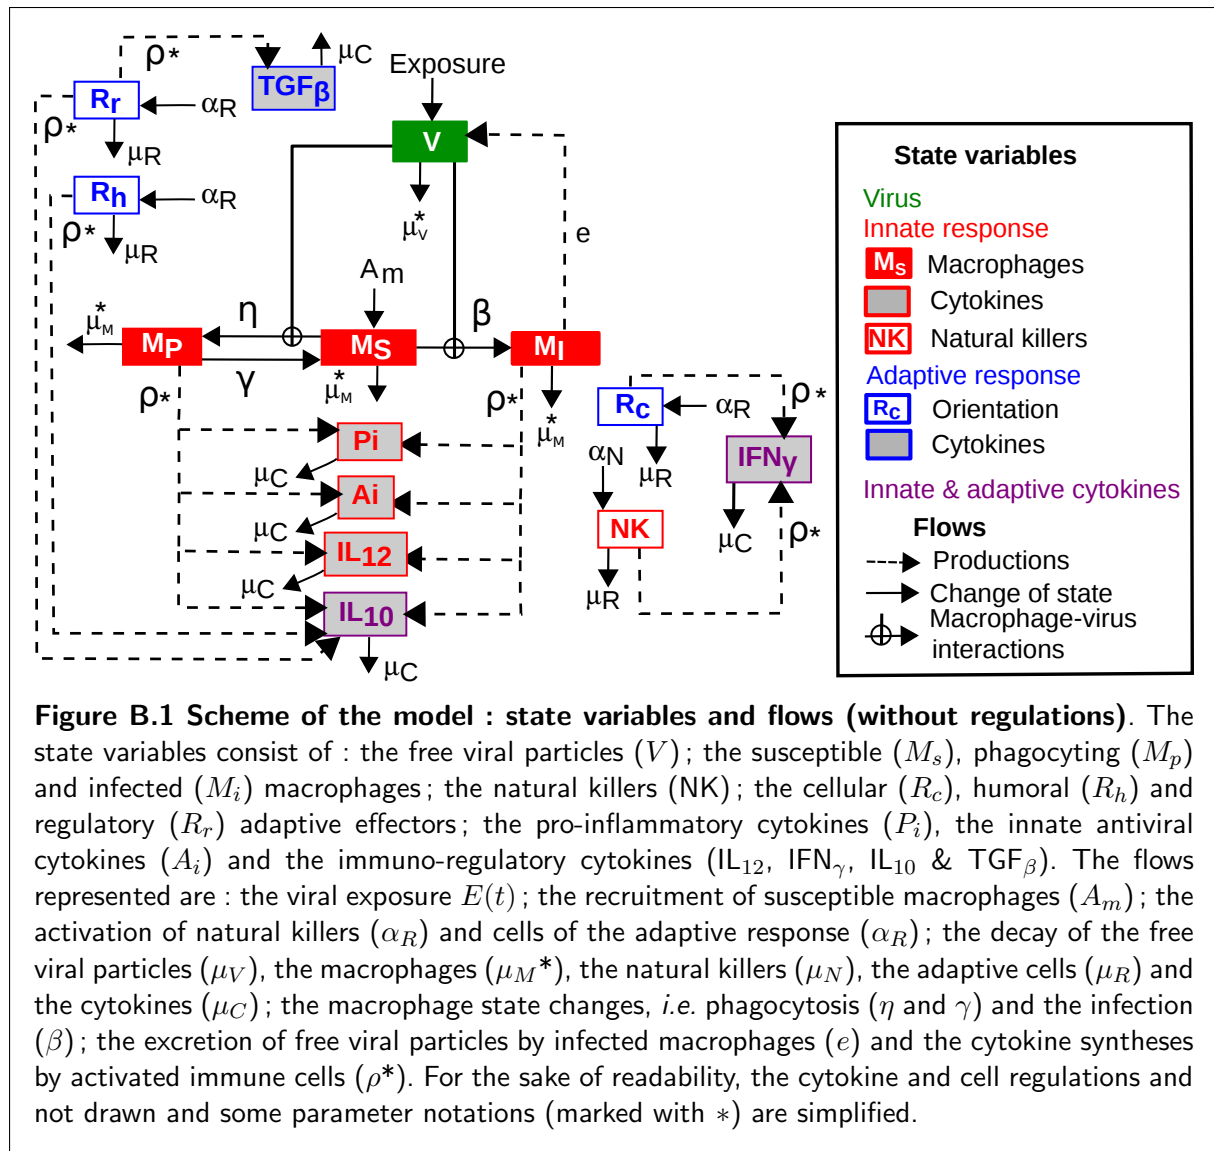 ρ*
μC
Exposure
TGFβ
Rr
αR
V
ρ*
μR
Rh
αR
ρ*
μR
μV*
e
Am
η
β
μM*
MP
MS
MI
γ
ρ*
μM*
ρ*
μM*
Pi
μC
Ai
μC
IL12
μC
IL10
μC
ρ*
Rc
αR
αN
μR
IFNγ
NK
μC
ρ*
μR
State variables
Virus
Innate response
MS Macrophages
Cytokines
NK Natural killers
Adaptive response
Rc Orientation
Cytokines
Innate & adaptive cytokines
Flows
Productions
Change of state
Macrophage-virus
interactions
Figure B.1 Scheme of the model : state variables and flows (without regulations). The
state variables consist of : the free viral particles (V) ; the susceptible (Ms), phagocyting (Mp)
and infected (Mi) macrophages ; the natural killers (NK) ; the cellular (Rc), humoral (Rh) and
regulatory (Rr) adaptive effectors ; the pro-inflammatory cytokines (Pi), the innate antiviral
cytokines (Ai) and the immuno-regulatory cytokines (IL12, IFNγ, IL10 & TGFβ). The flows
represented are : the viral exposure E(t) ; the recruitment of susceptible macrophages (Am) ; the
activation of natural killers (αR) and cells of the adaptive response (αR) ; the decay of the free
viral particles (μV), the macrophages (μM*), the natural killers (μN), the adaptive cells (μR) and
the cytokines (μC) ; the macrophage state changes, i.e. phagocytosis (η and γ) and the infection
(β) ; the excretion of free viral particles by infected macrophages (e) and the cytokine syntheses
by activated immune cells (ρ*). For the sake of readability, the cytokine and cell regulations and
not drawn and some parameter notations (marked with *) are simplified.